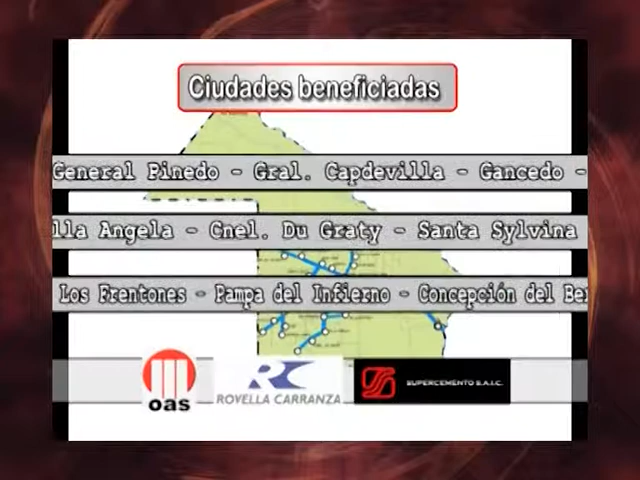 Ciudades beneficiadas
General Pinedo - Gral. Capdevilla - Gancedo -
lla Angela - Cnel. Du Graty - Santa Sylvina
Los Frentones - Pampa del Infierno - Concepción del Ber
oas
ROVELLA CARRANZA
SUPERCEMENTO S.A.I.C.